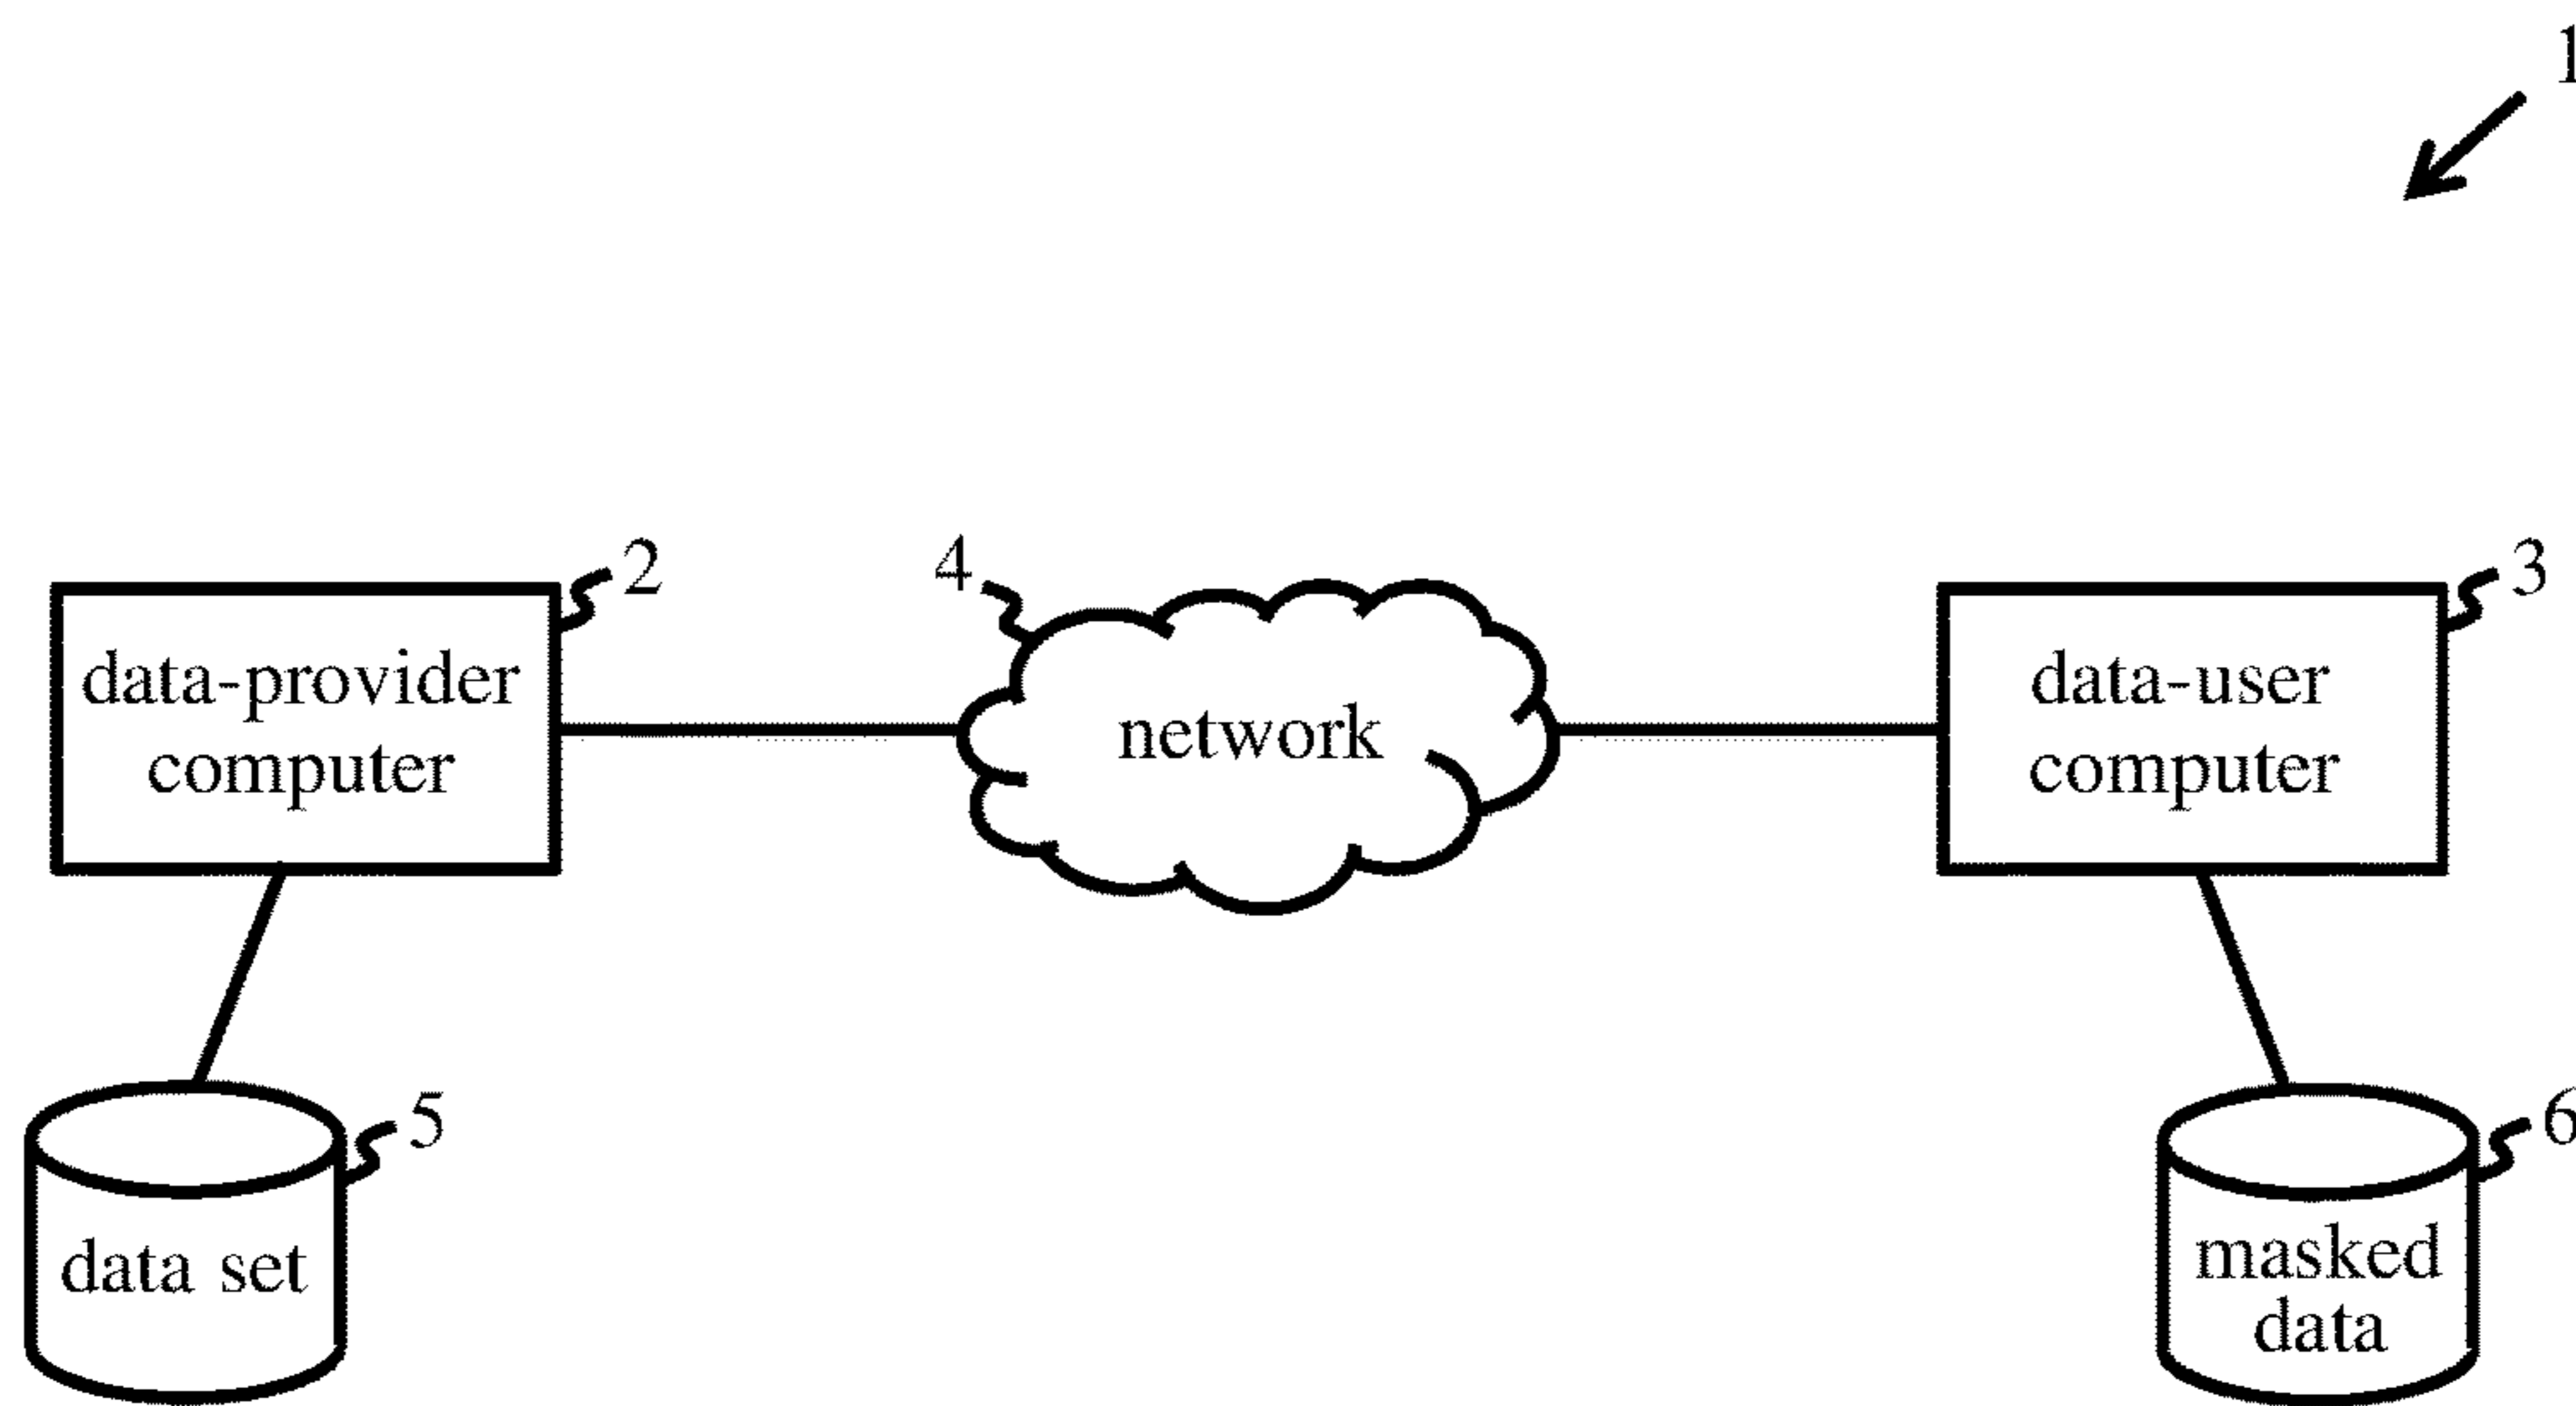 1
2
4
3
data-provider
computer
network
data-user
computer
5
6
data set
masked
data